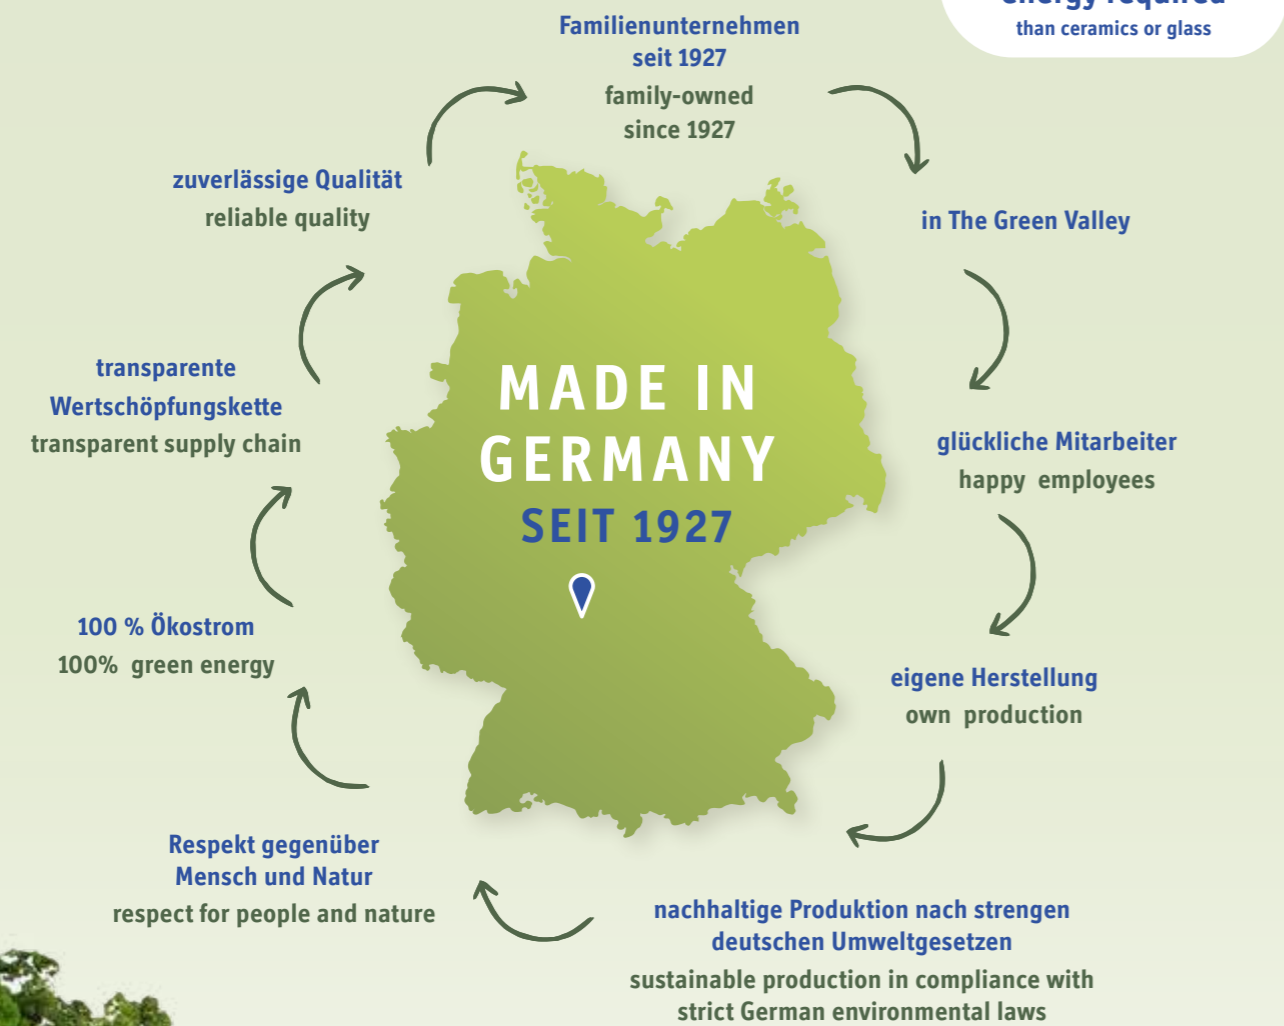 energy required
than ceramics or glass
Familienunternehmen
seit 1927
family-owned
since 1927
in The Green Valley
glückliche Mitarbeiter
happy employees
eigene Herstellung
own production
nachhaltige Produktion nach strengen
deutschen Umweltgesetzen
sustainable production in compliance with
strict German environmental laws
Respekt gegenüber
Mensch und Natur
respect for people and nature
100 % Ökostrom
100% green energy
transparente
Wertschöpfungskette
transparent supply chain
zuverlässige Qualität
reliable quality
MADE IN
GERMANY
SEIT 1927